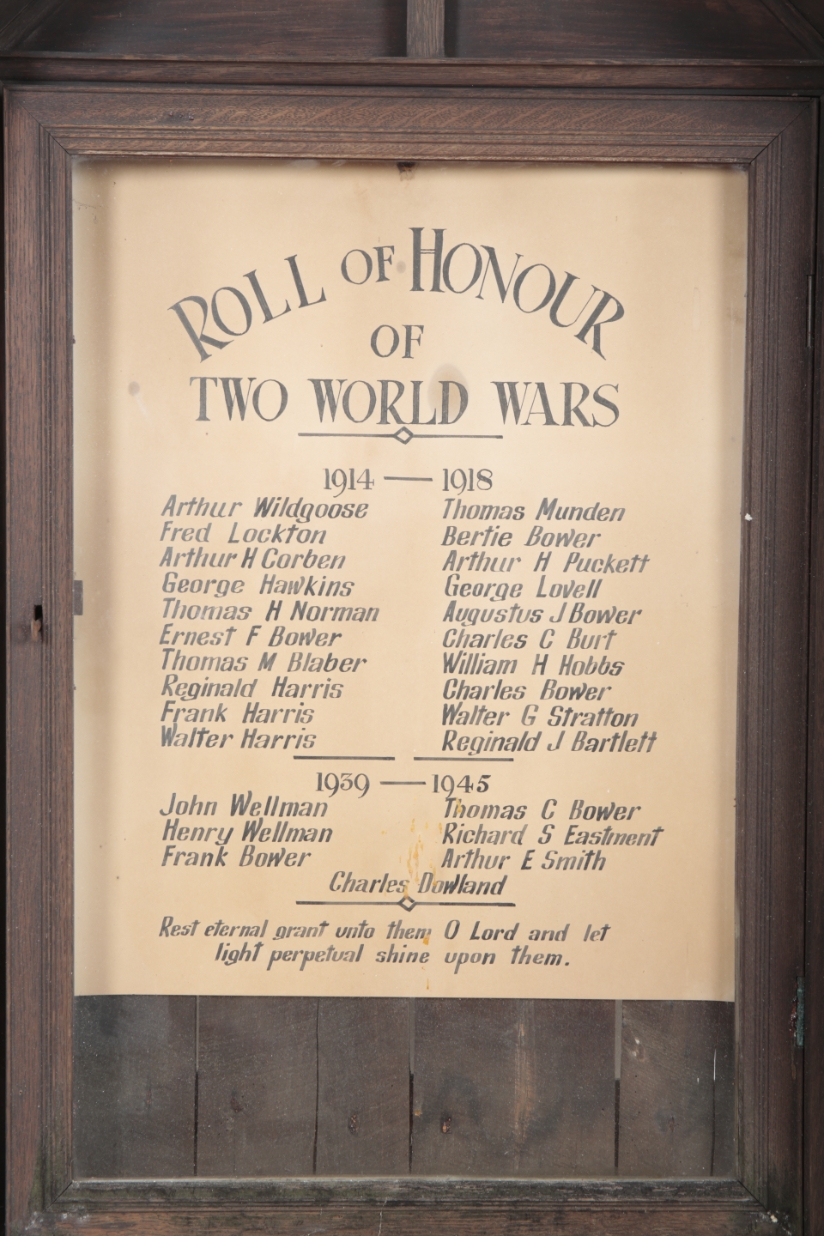 ROLL OF HONOUR
OF
TWO WORLD WARS
1914 — 1918
Arthur Wildgoose
Fred Lockton
Arthur H Corben
George Hawkins
Thomas H Norman
Ernest F Bower
Thomas M Blaber
Reginald Harris
Frank Harris
Walter Harris
Thomas Munden
Bertie Bower
Arthur H Puckett
George Lovell
Augustus J Bower
Charles C Burt
William H Hobbs
Charles Bower
Walter G Stratton
Reginald J Bartlett
1939 — 1945
John Wellman
Henry Wellman
Frank Bower
Thomas C Bower
Richard S Eastment
Arthur E Smith
Charles Dowland
Rest eternal grant unto them O Lord and let
light perpetual shine upon them.